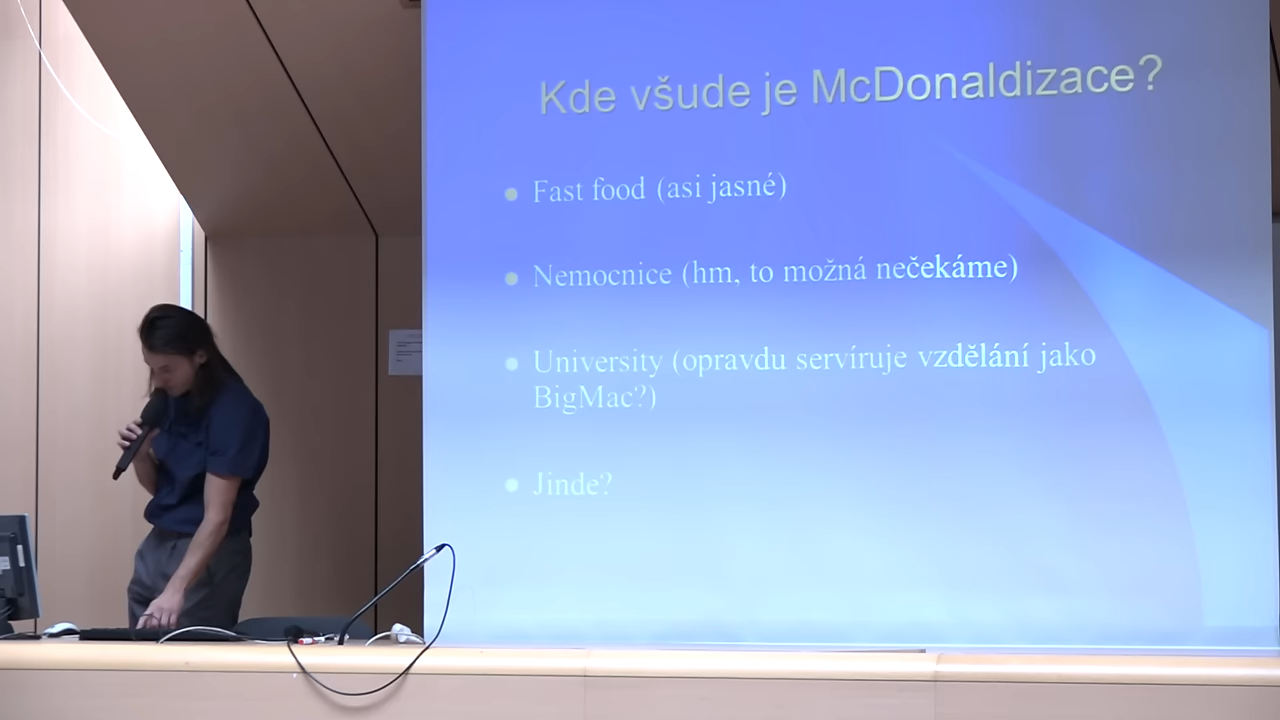 Kde všude je McDonaldizace?
Fast food (asi jasné)
Nemocnice (hm, to možná nečekáme)
University (opravdu servíruje vzdělání jako
BigMac?)
Jinde?